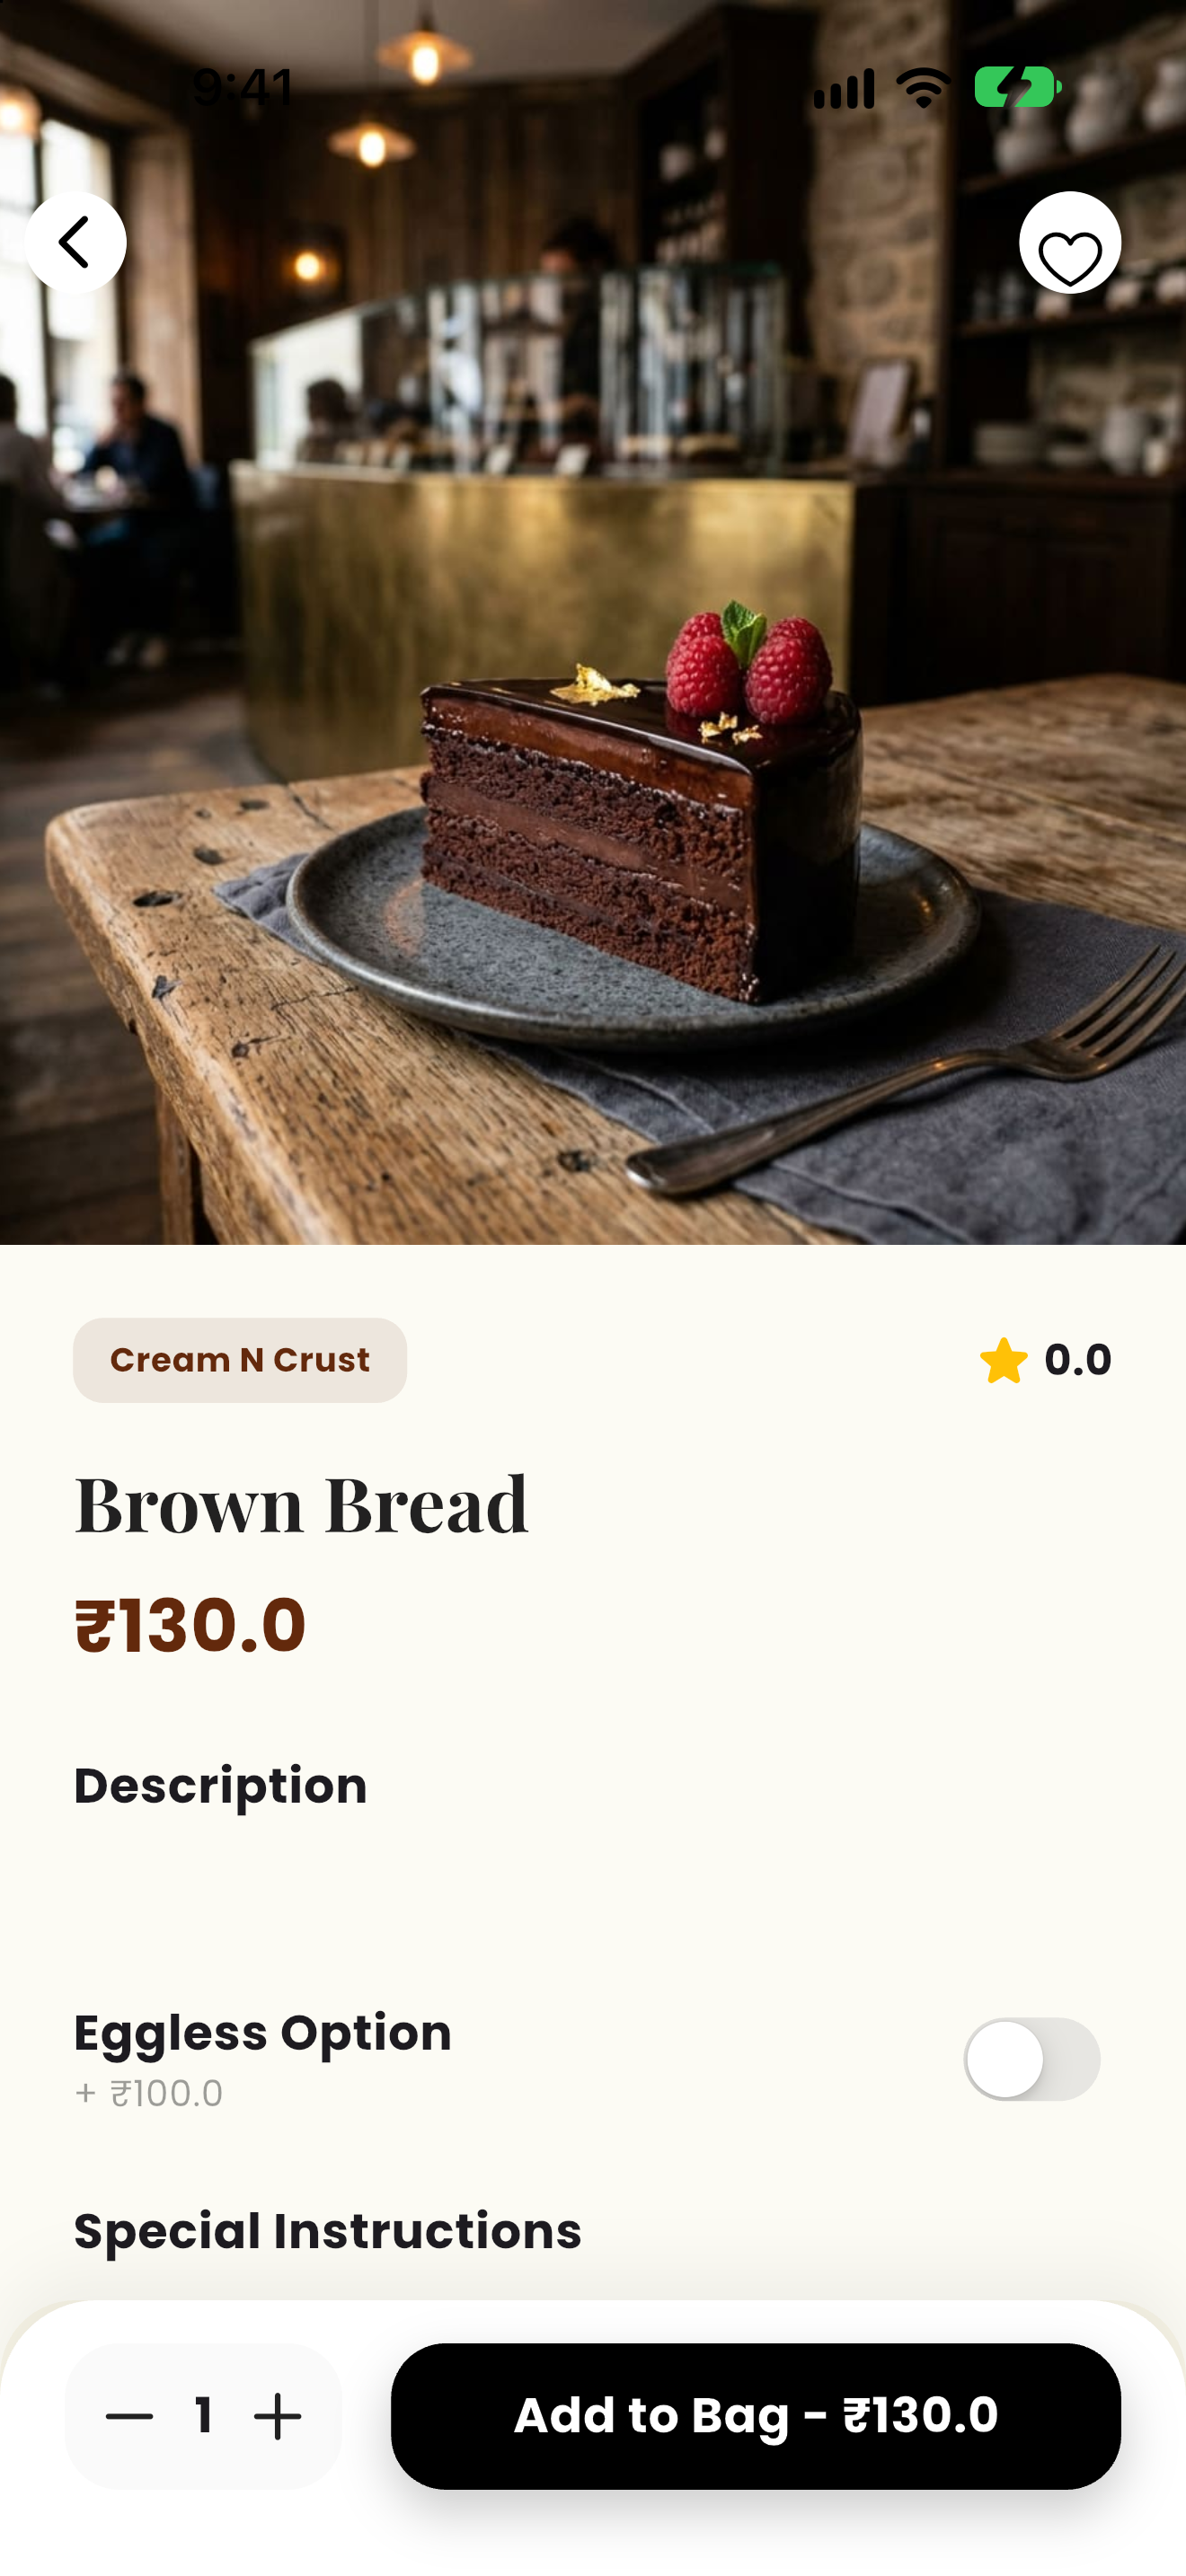 9:41
Cream N Crust
0.0
Brown Bread
₹130.0
Description
Eggless Option
+ ₹100.0
Special Instructions
1
Add to Bag - ₹130.0